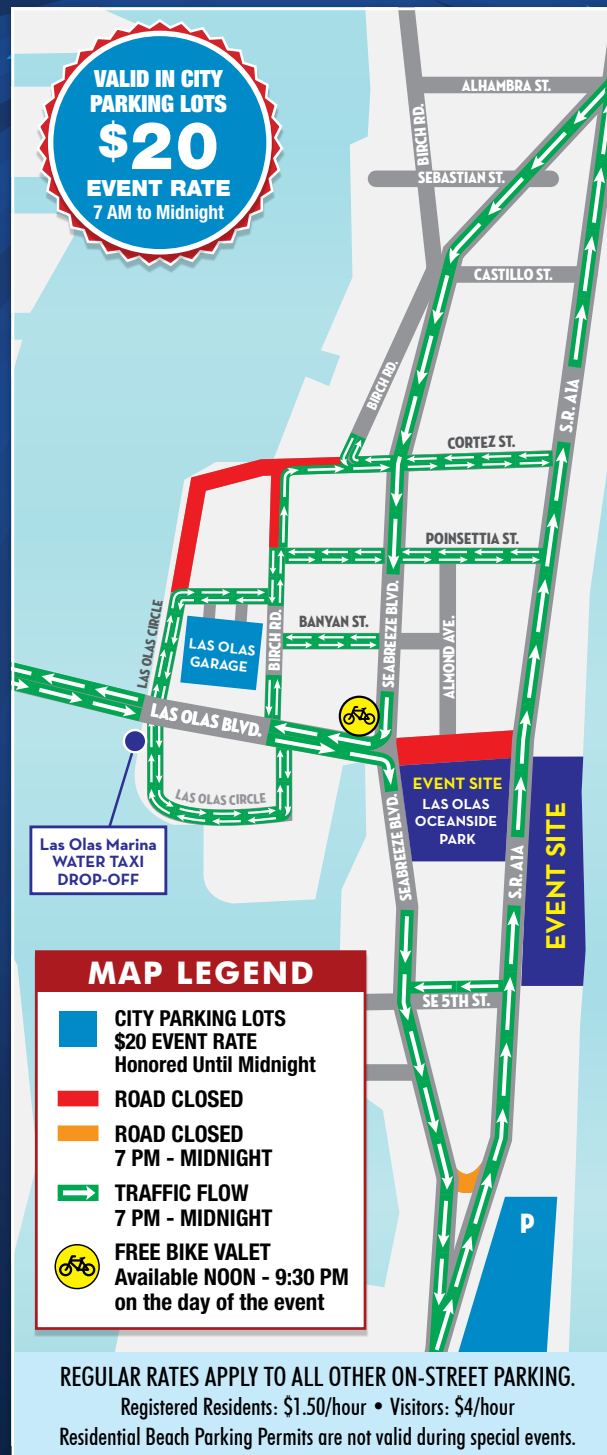 VALID IN CITY
PARKING LOTS
$20
EVENT RATE
7 AM to Midnight
ALHAMBRA ST.
BIRCH RD.
SEBASTIAN ST.
CASTILLO ST.
BIRCH RD.
S.R. A1A
CORTEZ ST.
POINSETTIA ST.
SEABREEZE BLVD.
ALMOND AVE.
BANYAN ST.
BIRCH RD.
LAS OLAS CIRCLE
LAS OLAS
GARAGE
LAS OLAS BLVD.
LAS OLAS CIRCLE
EVENT SITE
LAS OLAS
OCEANSIDE
PARK
EVENT SITE
SEABREEZE BLVD.
S.R. A1A
Las Olas Marina
WATER TAXI
DROP-OFF
SE 5TH ST.
MAP LEGEND
CITY PARKING LOTS
$20 EVENT RATE
Honored Until Midnight
ROAD CLOSED
ROAD CLOSED
7 PM - MIDNIGHT
TRAFFIC FLOW
7 PM - MIDNIGHT
FREE BIKE VALET
Available NOON - 9:30 PM
on the day of the event
P
REGULAR RATES APPLY TO ALL OTHER ON-STREET PARKING.
Registered Residents: $1.50/hour • Visitors: $4/hour
Residential Beach Parking Permits are not valid during special events.